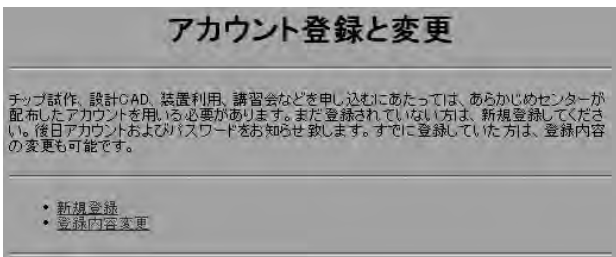 アカウント登録と変更
チップ試作、設計CAD、装置利用、講習会などを申し込むにあたっては、あらかじめセンターが
配布したアカウントを用いる必要があります。まだ登録されていない方は、新規登録してくださ
い。後日アカウントおよびパスワードをお知らせ致します。すでに登録していた方は、登録内容
の変更も可能です。
• 新規登録
• 登録内容変更